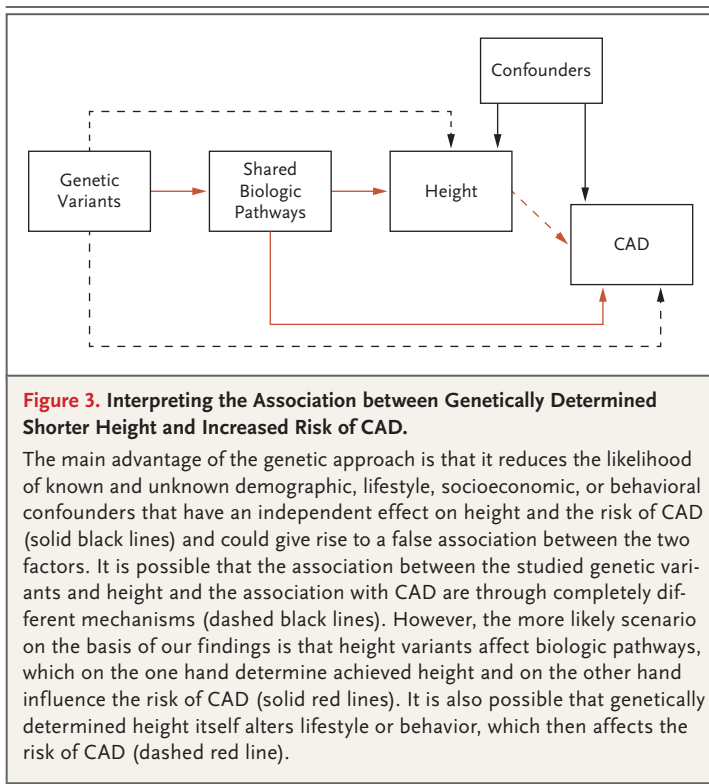 Confounders
Genetic
Variants
Shared
Biologic
Pathways
Height
CAD
Figure 3. Interpreting the Association between Genetically Determined
Shorter Height and Increased Risk of CAD.
The main advantage of the genetic approach is that it reduces the likelihood
of known and unknown demographic, lifestyle, socioeconomic, or behavioral
confounders that have an independent effect on height and the risk of CAD
(solid black lines) and could give rise to a false association between the two
factors. It is possible that the association between the studied genetic vari-
ants and height and the association with CAD are through completely dif-
ferent mechanisms (dashed black lines). However, the more likely scenario
on the basis of our findings is that height variants affect biologic pathways,
which on the one hand determine achieved height and on the other hand
influence the risk of CAD (solid red lines). It is also possible that genetically
determined height itself alters lifestyle or behavior, which then affects the
risk of CAD (dashed red line).